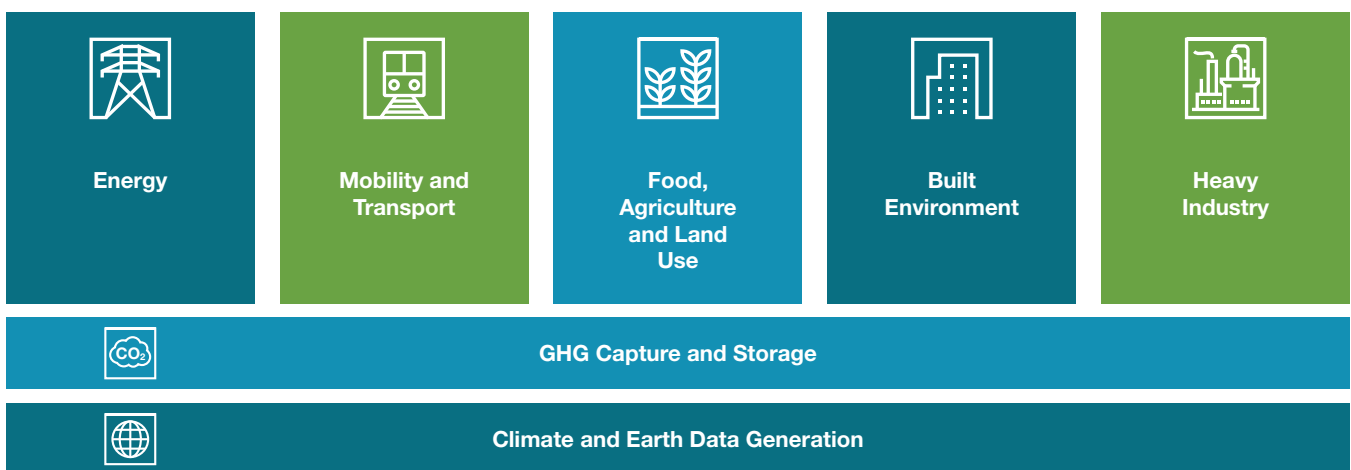 Energy
Mobility and
Transport
Food,
Agriculture
and Land
Use
Built
Environment
Heavy
Industry
CO₂
GHG Capture and Storage
Climate and Earth Data Generation